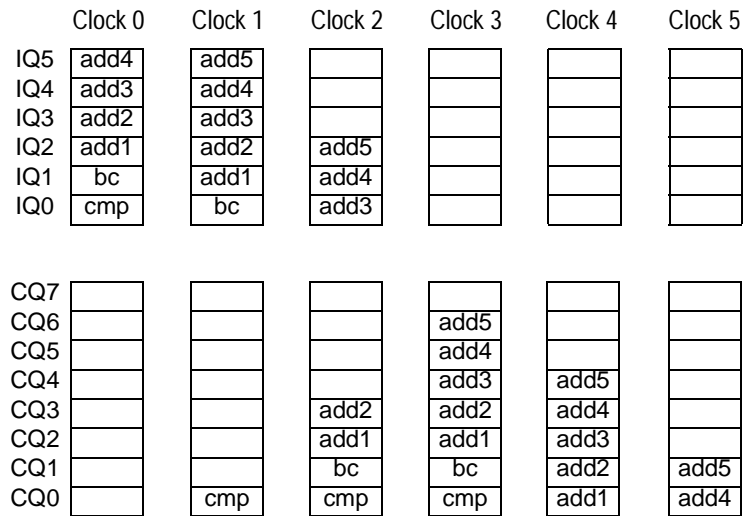 Clock 0 Clock 1 Clock 2 Clock 3 Clock 4 Clock 5
IQ5 add4 add5
IQ4 add3 add4
IQ3 add2 add3
IQ2 add1 add2 add5
IQ1 bc add1 add4
IQ0 cmp bc add3
CQ7
CQ6 add5
CQ5 add4
CQ4 add3 add5
CQ3 add2 add2 add4
CQ2 add1 add1 add3
CQ1 bc bc add2 add5
CQ0 cmp cmp cmp add1 add4